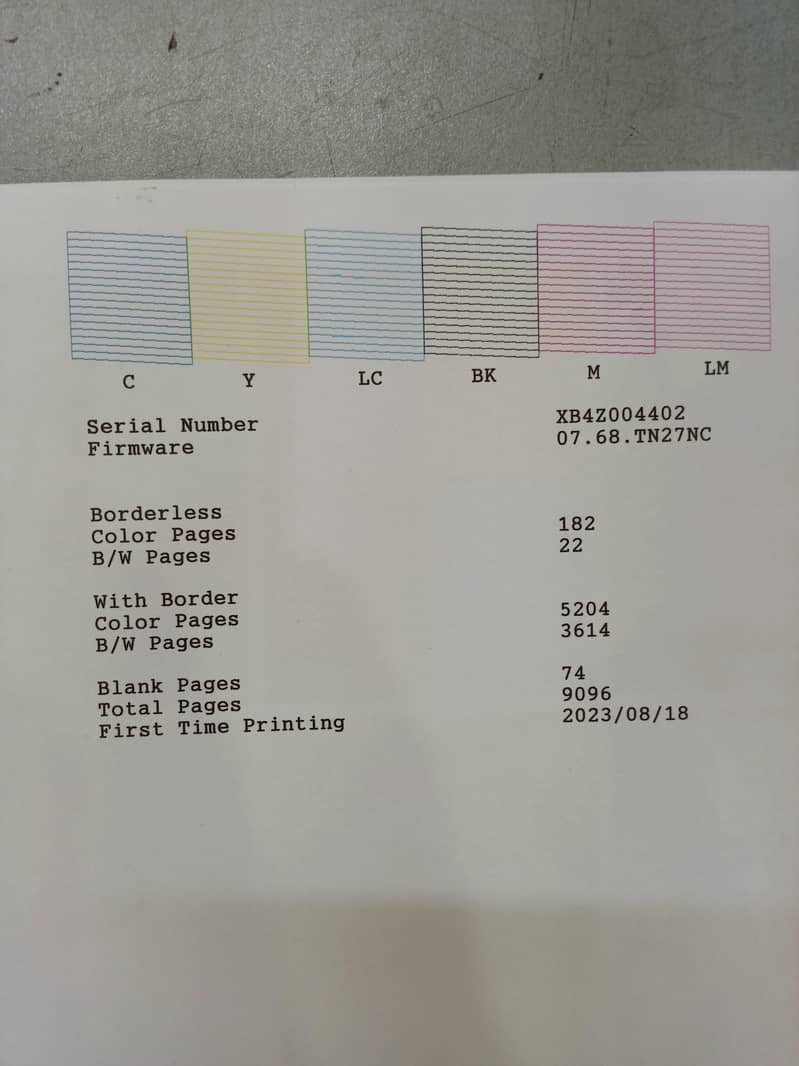 C Y LC BK M LM
Serial Number XB4Z004402
Firmware 07.68.TN27NC
Borderless
Color Pages 182
B/W Pages 22
With Border
Color Pages 5204
B/W Pages 3614
Blank Pages 74
Total Pages 9096
First Time Printing 2023/08/18